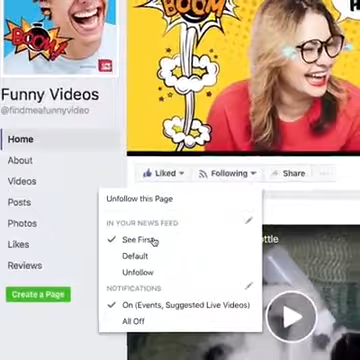 BOOM!
BOOM!
Funny Videos
@findmeafunnyvideo
Home
About
Videos
Posts
Photos
Likes
Reviews
Create a Page
Liked
Following
Share
Unfollow this Page
IN YOUR NEWS FEED
See First
Default
Unfollow
NOTIFICATIONS
On (Events, Suggested Live Videos)
All Off